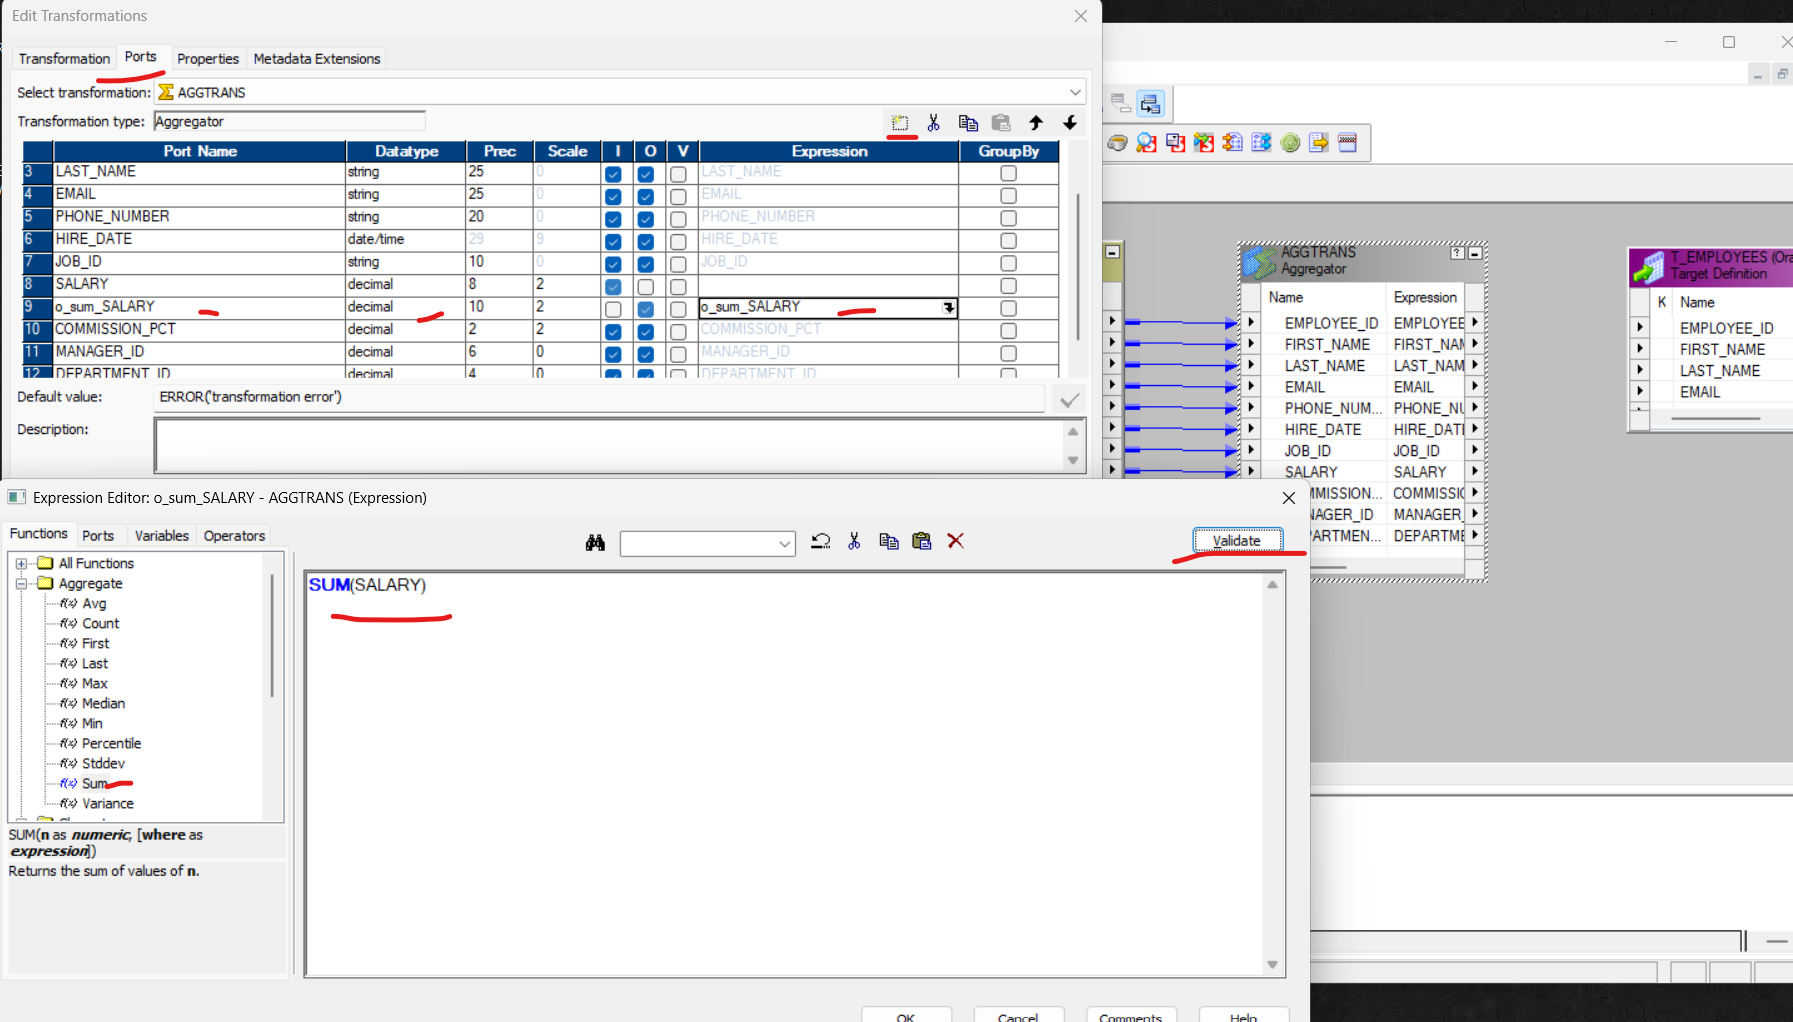 Edit Transformations
Transformation Ports Properties Metadata Extensions
Select transformation: AGGTRANS
Transformation type: Aggregator
Port Name Datatype Prec Scale I O V Expression GroupBy
3 LAST_NAME string 25 0 LAST_NAME
4 EMAIL string 25 0 EMAIL
5 PHONE_NUMBER string 20 0 PHONE_NUMBER
6 HIRE_DATE date/time 29 9 HIRE_DATE
7 JOB_ID string 10 0 JOB_ID
8 SALARY decimal 8 2
9 o_sum_SALARY decimal 10 2 o_sum_SALARY
10 COMMISSION_PCT decimal 2 2 COMMISSION_PCT
11 MANAGER_ID decimal 6 0 MANAGER_ID
12 DEPARTMENT_ID decimal 4 0 DEPARTMENT_ID
Default value: ERROR('transformation error')
Description:
AGGTRANS
Aggregator
Name Expression
EMPLOYEE_ID EMPLOYEE
FIRST_NAME FIRST_NAM
LAST_NAME LAST_NAM
EMAIL EMAIL
PHONE_NUM... PHONE_NU
HIRE_DATE HIRE_DATE
JOB_ID JOB_ID
SALARY SALARY
MMISSION... COMMISSIO
NAGER_ID MANAGER_
PARTMEN... DEPARTME
T_EMPLOYEES (Ora
Target Definition
K Name
EMPLOYEE_ID
FIRST_NAME
LAST_NAME
EMAIL
Expression Editor: o_sum_SALARY - AGGTRANS (Expression)
Functions Ports Variables Operators
Validate
All Functions
Aggregate
f(x) Avg
f(x) Count
f(x) First
f(x) Last
f(x) Max
f(x) Median
f(x) Min
f(x) Percentile
f(x) Stddev
f(x) Sum
f(x) Variance
SUM(SALARY)
SUM(n as numeric, [where as
expression])
Returns the sum of values of n.
OK Cancel Comments Help